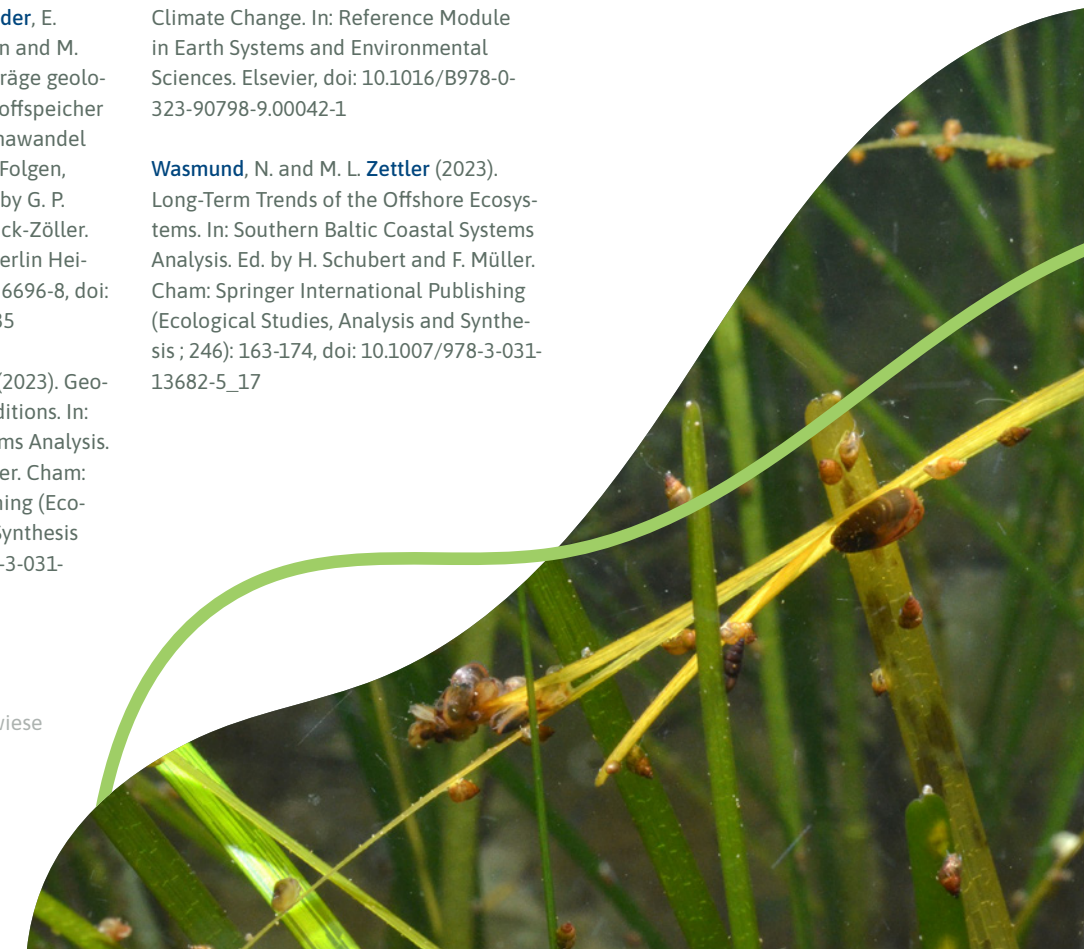 der, E.
n and M.
räge geolo-
offspeicher
nawandel
Folgen,
by G. P.
ck-Zöller.
erlin Hei-
6696-8, doi:
35
(2023). Geo-
ditions. In:
ms Analysis.
er. Cham:
ning (Eco-
Synthesis
-3-031-
wiese
Climate Change. In: Reference Module
in Earth Systems and Environmental
Sciences. Elsevier, doi: 10.1016/B978-0-
323-90798-9.00042-1
Wasmund, N. and M. L. Zettler (2023).
Long-Term Trends of the Offshore Ecosys-
tems. In: Southern Baltic Coastal Systems
Analysis. Ed. by H. Schubert and F. Müller.
Cham: Springer International Publishing
(Ecological Studies, Analysis and Synthe-
sis ; 246): 163-174, doi: 10.1007/978-3-031-
13682-5_17